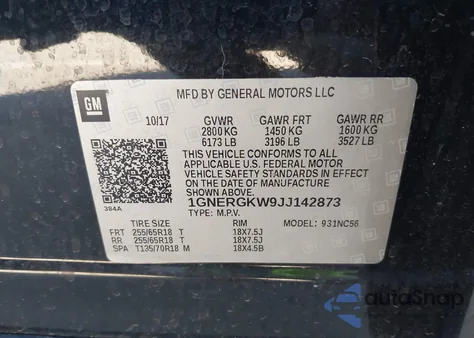 MFD BY GENERAL MOTORS LLC
GM
10/17 GVWR GAWR FRT GAWR RR
2800 KG 1450 KG 1600 KG
6173 LB 3196 LB 3527 LB
THIS VEHICLE CONFORMS TO ALL
APPLICABLE U.S. FEDERAL MOTOR
VEHICLE SAFETY STANDARDS IN EFFECT
ON THE DATE OF MANUFACTURE
SHOWN ABOVE.
1GNERGKW9JJ142873
384A
TYPE: M.P.V.
TIRE SIZE RIM MODEL: 931NC56
FRT 255/65R18 T 18X7.5J
RR 255/65R18 T 18X7.5J
SPA T135/70R18 M 18X4.5B
autoSnap